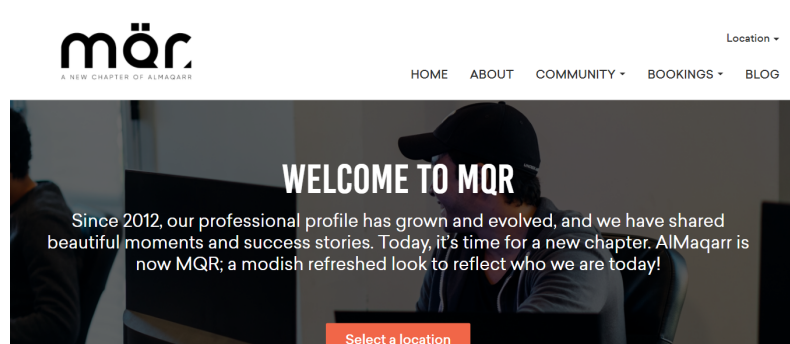 mqr.
A NEW CHAPTER OF ALMAQARR
Location
HOME ABOUT COMMUNITY BOOKINGS BLOG
WELCOME TO MQR
Since 2012, our professional profile has grown and evolved, and we have shared
beautiful moments and success stories. Today, it's time for a new chapter. AlMaqarr is
now MQR; a modish refreshed look to reflect who we are today!
Select a location